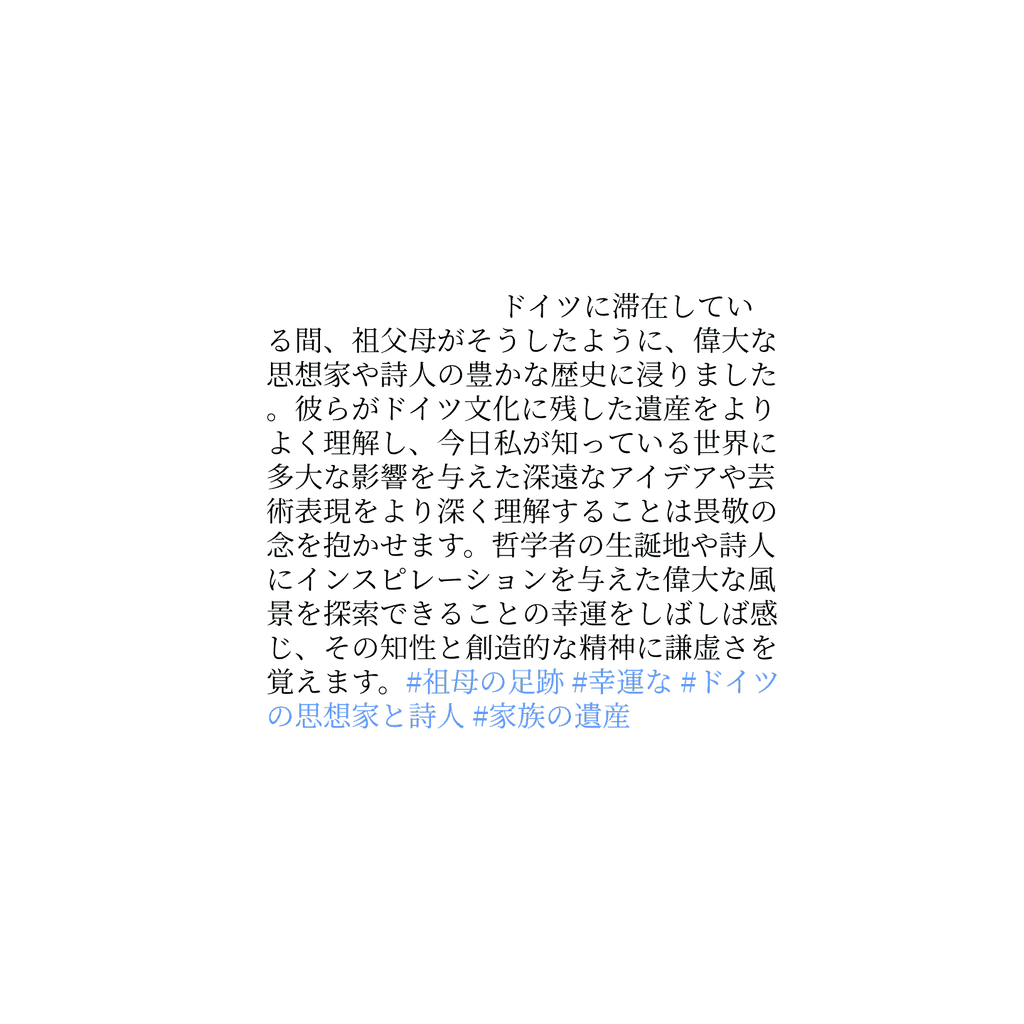 ドイツに滞在してい
る間、祖父母がそうしたように、偉大な
思想家や詩人の豊かな歴史に浸りました
。彼らがドイツ文化に残した遺産をより
よく理解し、今日私が知っている世界に
多大な影響を与えた深遠なアイデアや芸
術表現をより深く理解することは畏敬の
念を抱かせます。哲学者の生誕地や詩人
にインスピレーションを与えた偉大な風
景を探索できることの幸運をしばしば感
じ、その知性と創造的な精神に謙虚さを
覚えます。#祖母の足跡 #幸運な #ドイツ
の思想家と詩人 #家族の遺産